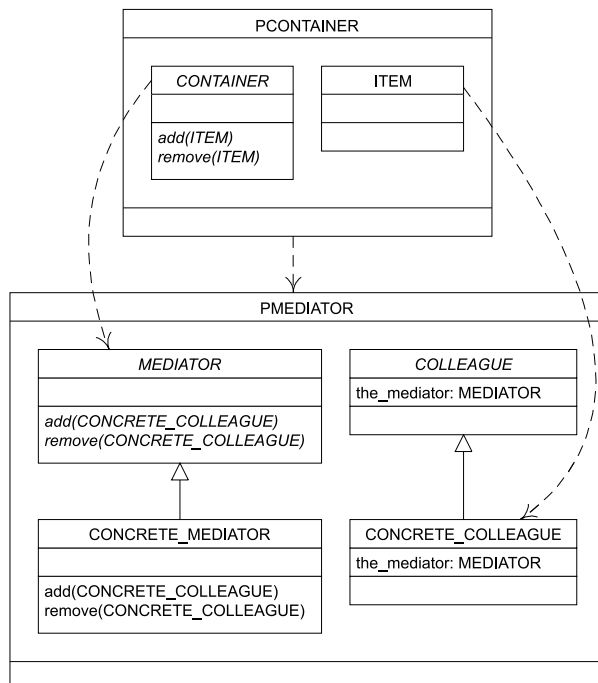 PCONTAINER
CONTAINER
add(ITEM)
remove(ITEM)
ITEM
PMEDIATOR
MEDIATOR
add(CONCRETE_COLLEAGUE)
remove(CONCRETE_COLLEAGUE)
COLLEAGUE
the_mediator: MEDIATOR
CONCRETE_MEDIATOR
add(CONCRETE_COLLEAGUE)
remove(CONCRETE_COLLEAGUE)
CONCRETE_COLLEAGUE
the_mediator: MEDIATOR